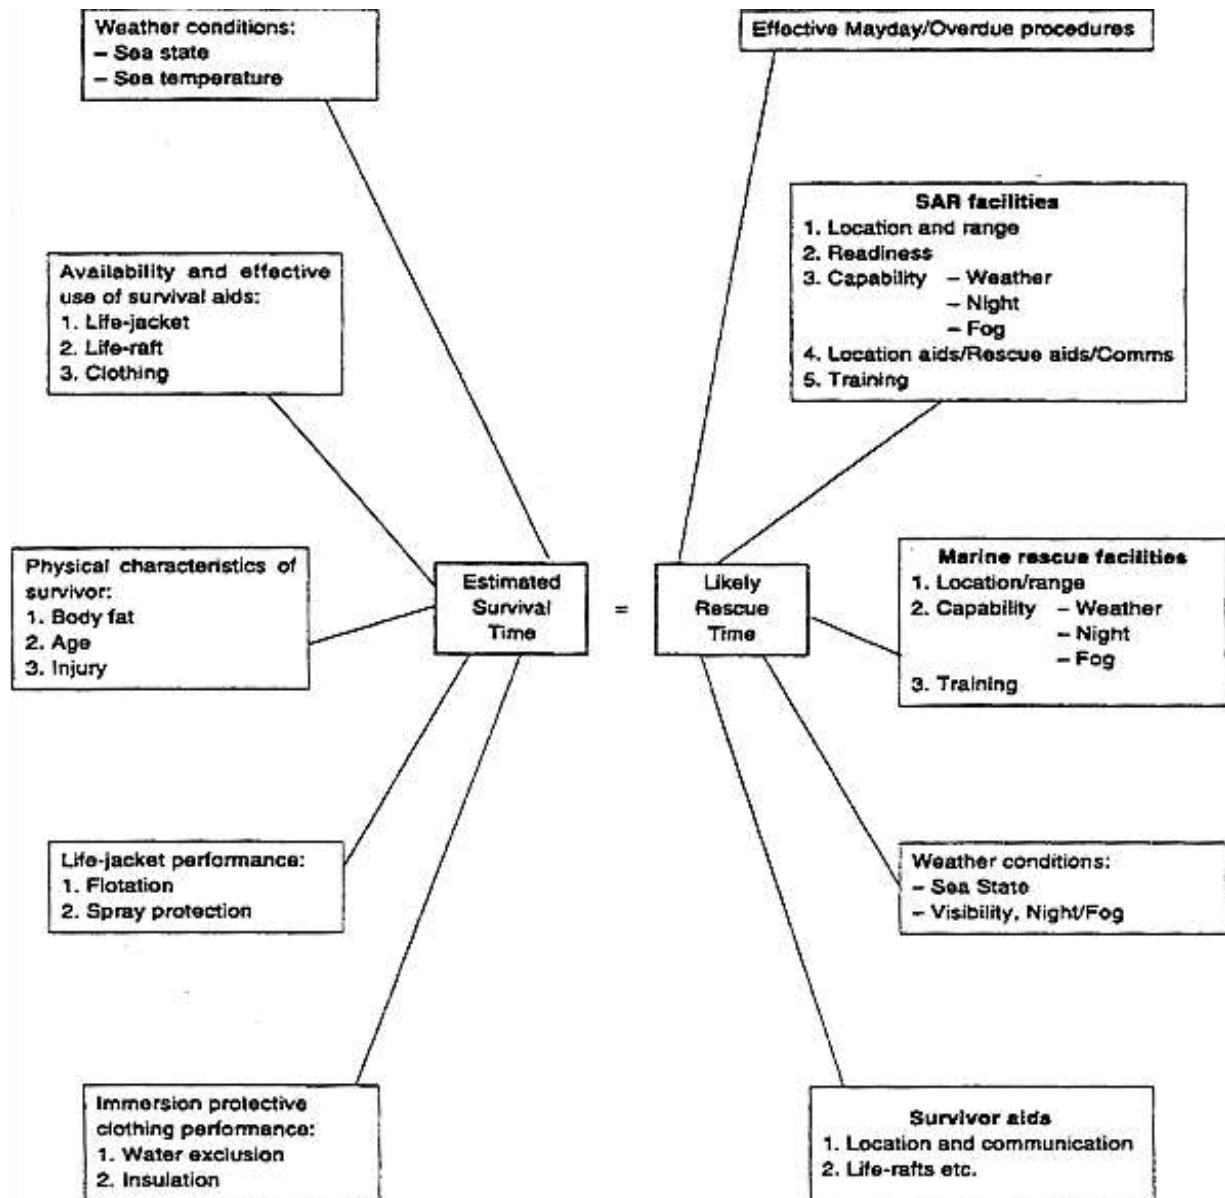 Weather conditions:
– Sea state
– Sea temperature
Effective Mayday/Overdue procedures
SAR facilities
1. Location and range
2. Readiness
3. Capability – Weather
– Night
– Fog
4. Location aids/Rescue aids/Comms
5. Training
Availability and effective
use of survival aids:
1. Life-jacket
2. Life-raft
3. Clothing
Physical characteristics of
survivor:
1. Body fat
2. Age
3. Injury
Estimated
Survival
Time
=
Likely
Rescue
Time
Marine rescue facilities
1. Location/range
2. Capability – Weather
– Night
– Fog
3. Training
Life-jacket performance:
1. Flotation
2. Spray protection
Weather conditions:
– Sea State
– Visibility, Night/Fog
Immersion protective
clothing performance:
1. Water exclusion
2. Insulation
Survivor aids
1. Location and communication
2. Life-rafts etc.